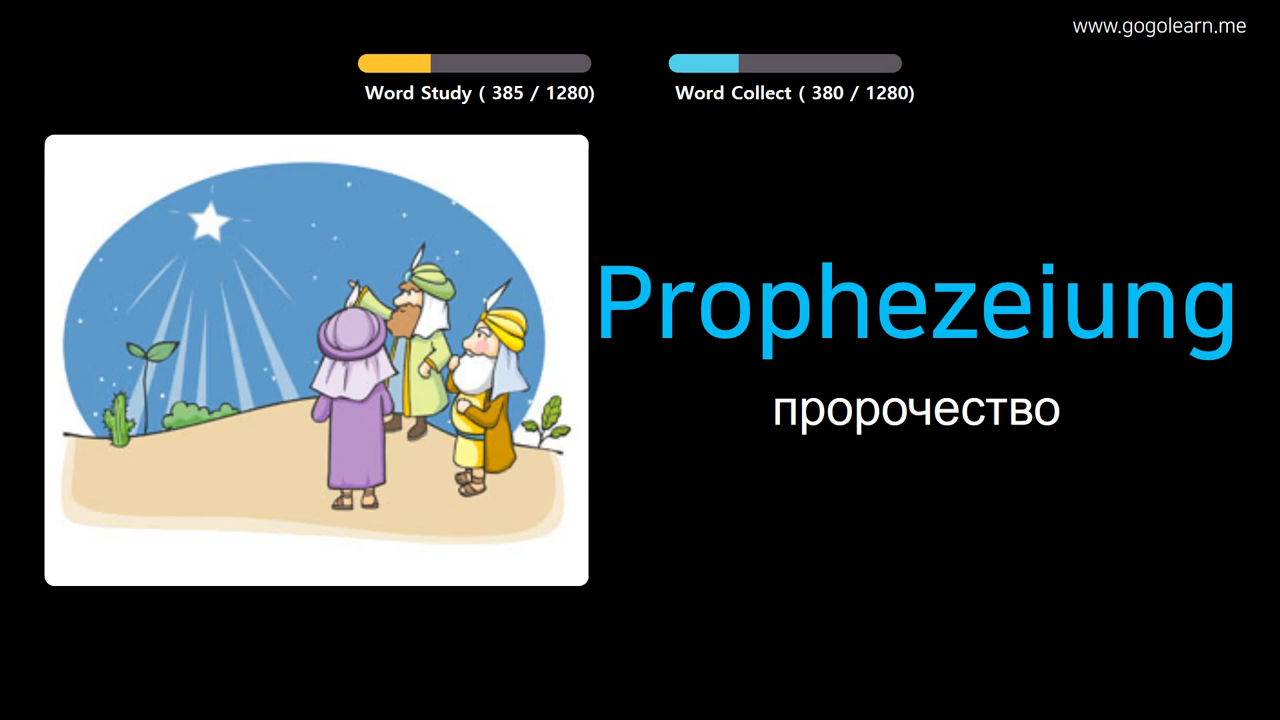 www.gogolearn.me
Word Study ( 385 / 1280)
Word Collect ( 380 / 1280)
Prophezeiung
пророчество